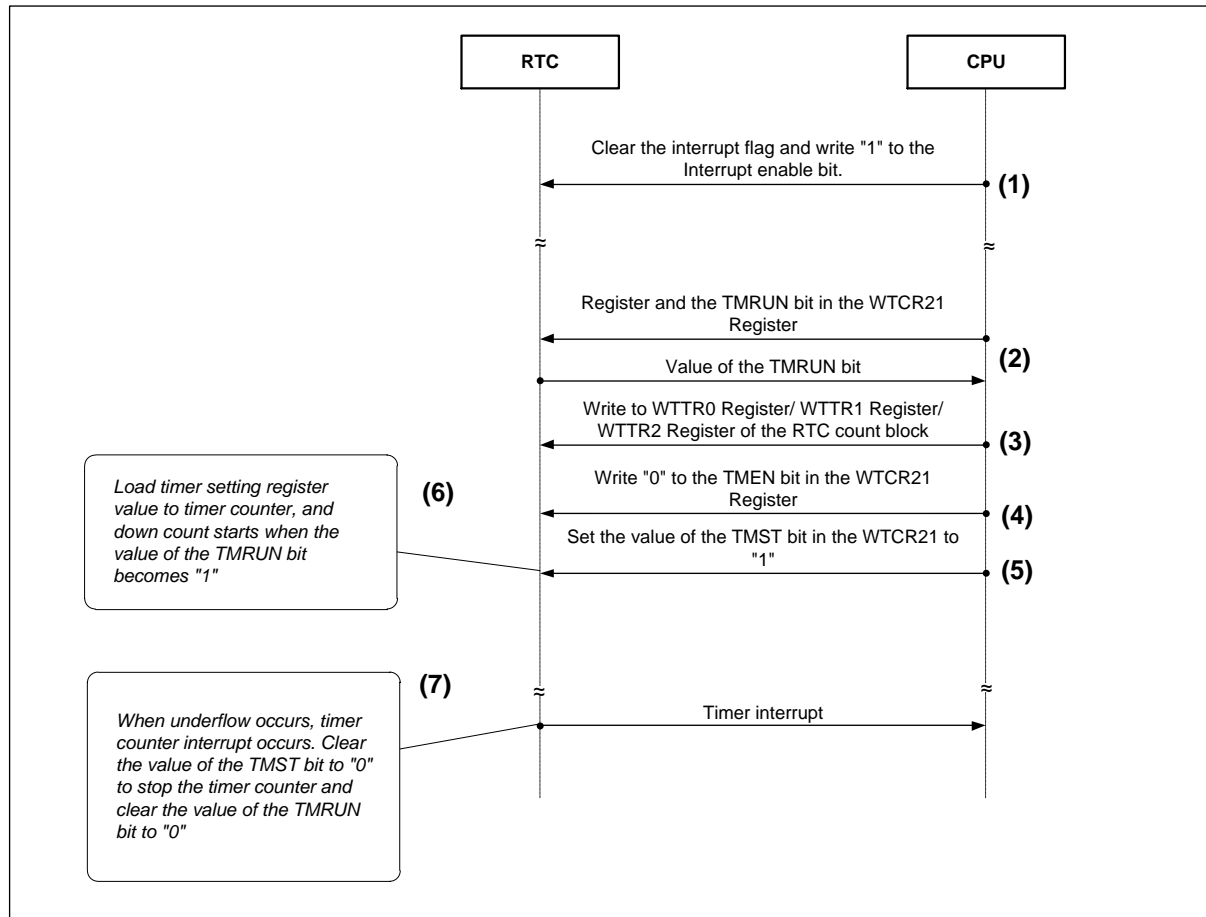 RTC
CPU
Clear the interrupt flag and write "1" to the
Interrupt enable bit.
(1)
≈
≈
Register and the TMRUN bit in the WTCR21
Register
(2)
Value of the TMRUN bit
Write to WTTR0 Register/ WTTR1 Register/
WTTR2 Register of the RTC count block
(3)
Write "0" to the TMEN bit in the WTCR21
Register
(4)
Set the value of the TMST bit in the WTCR21 to
"1"
(5)
(6)
Load timer setting register
value to timer counter, and
down count starts when the
value of the TMRUN bit
becomes "1"
(7)
≈
≈
Timer interrupt
When underflow occurs, timer
counter interrupt occurs. Clear
the value of the TMST bit to "0"
to stop the timer counter and
clear the value of the TMRUN
bit to "0"